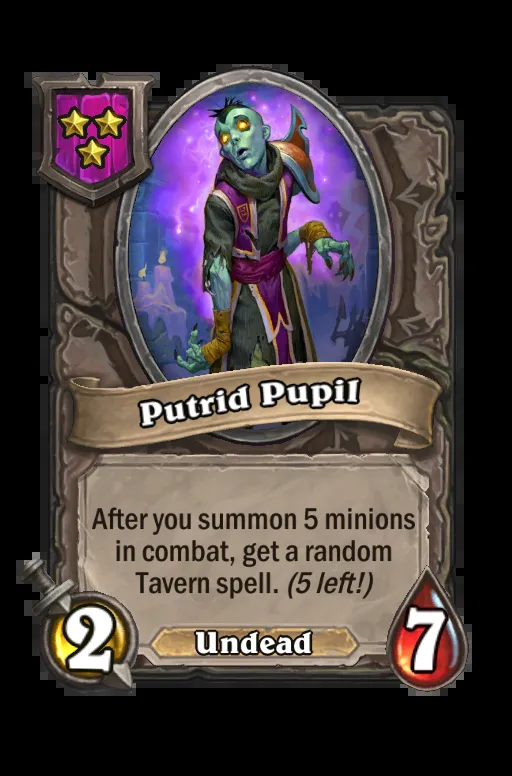 Putrid Pupil
After you summon 5 minions
in combat, get a random
Tavern spell. (5 left!)
2
Undead
7